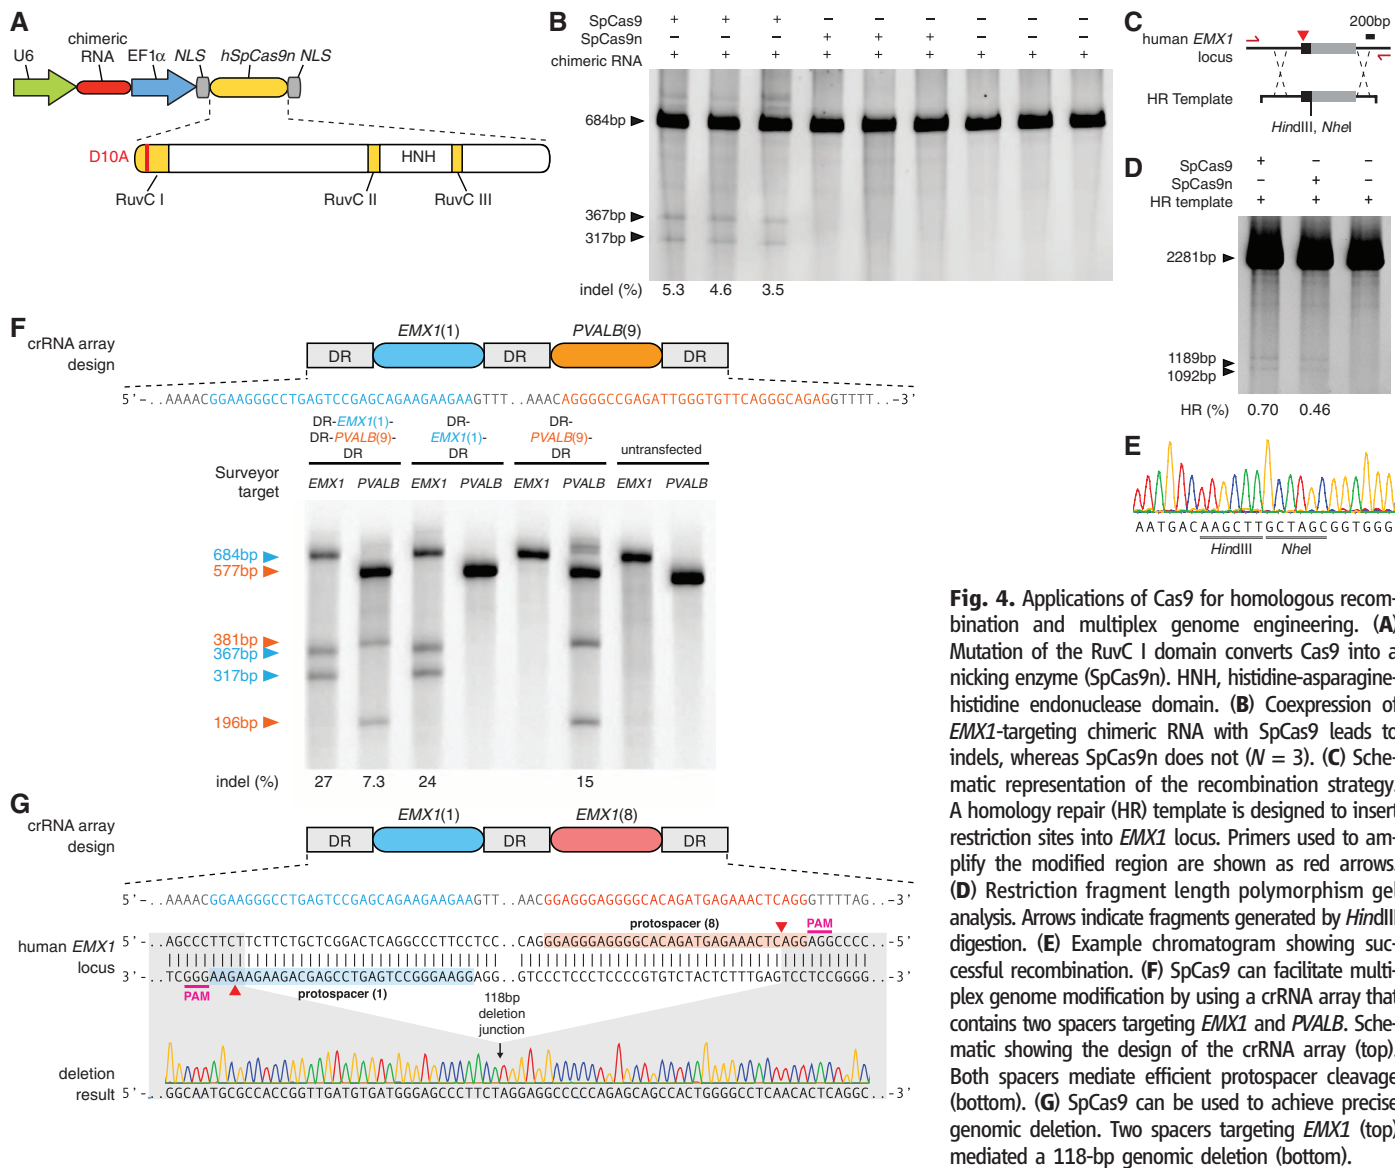 A
U6
chimeric
RNA
EF1α
NLS
hSpCas9n
NLS
D10A
HNH
RuvC I
RuvC II
RuvC III
B
SpCas9 + + + – – – – – –
SpCas9n – – – + + + – – –
chimeric RNA + + + + + + + + +
684bp
367bp
317bp
indel (%) 5.3 4.6 3.5
C
200bp
human EMX1
locus
HR Template
HindIII, NheI
D
SpCas9 + – –
SpCas9n – + –
HR template + + +
2281bp
1189bp
1092bp
HR (%) 0.70 0.46
E
AATGACAAGCTTGCTAGCGGTGGG
HindIII NheI
F
crRNA array
design
EMX1(1)
PVALB(9)
DR DR DR
5'-..AAAACGGAAGGGCCTGAGTCCGAGCAGAAGAAGAAGTTT..AAACAGGGGCCGAGATTGGGTGTTCAGGGCAGAGGTTTT..-3'
DR-EMX1(1)-
DR-PVALB(9)-
DR
DR-
EMX1(1)-
DR
DR-
PVALB(9)-
DR
untransfected
Surveyor
target
EMX1 PVALB EMX1 PVALB EMX1 PVALB EMX1 PVALB
684bp
577bp
381bp
367bp
317bp
196bp
indel (%) 27 7.3 24 15
G
crRNA array
design
EMX1(1)
EMX1(8)
DR DR DR
5'-..AAAACGGAAGGGCCTGAGTCCGAGCAGAAGAAGAAGTT..AACGGAGGGAGGGGCACAGATGAGAAACTCAGGGTTTTAG..-3'
protospacer (8)
PAM
human EMX1
locus
5'-..AGCCCTTCTTCTTCTGCTCGGACTCAGGCCCTTCCTCC..CAGGGAGGGAGGGGCACAGATGAGAAACTCAGGAGGCCCC..-3'
3'-..TCGGGAAGAAGAAGACGAGCCTGAGTCCGGGAAGGAGG..GTCCCTCCCTCCCCGTGTCTACTCTTTGAGTCCTCCGGGG..-5'
PAM
protospacer (1)
118bp
deletion
junction
deletion
result
5'-..GGCAATGCGCCACCGGTTGATGTGATGGGAGCCCTTCTAGGAGGCCCCCAGAGCAGCCACTGGGGCCTCAACACTCAGGC..-3'
Fig. 4. Applications of Cas9 for homologous recom-
bination and multiplex genome engineering. (A)
Mutation of the RuvC I domain converts Cas9 into a
nicking enzyme (SpCas9n). HNH, histidine-asparagine-
histidine endonuclease domain. (B) Coexpression of
EMX1-targeting chimeric RNA with SpCas9 leads to
indels, whereas SpCas9n does not (N = 3). (C) Sche-
matic representation of the recombination strategy.
A homology repair (HR) template is designed to insert
restriction sites into EMX1 locus. Primers used to am-
plify the modified region are shown as red arrows.
(D) Restriction fragment length polymorphism gel
analysis. Arrows indicate fragments generated by HindIII
digestion. (E) Example chromatogram showing suc-
cessful recombination. (F) SpCas9 can facilitate multi-
plex genome modification by using a crRNA array that
contains two spacers targeting EMX1 and PVALB. Sche-
matic showing the design of the crRNA array (top).
Both spacers mediate efficient protospacer cleavage
(bottom). (G) SpCas9 can be used to achieve precise
genomic deletion. Two spacers targeting EMX1 (top)
mediated a 118-bp genomic deletion (bottom).